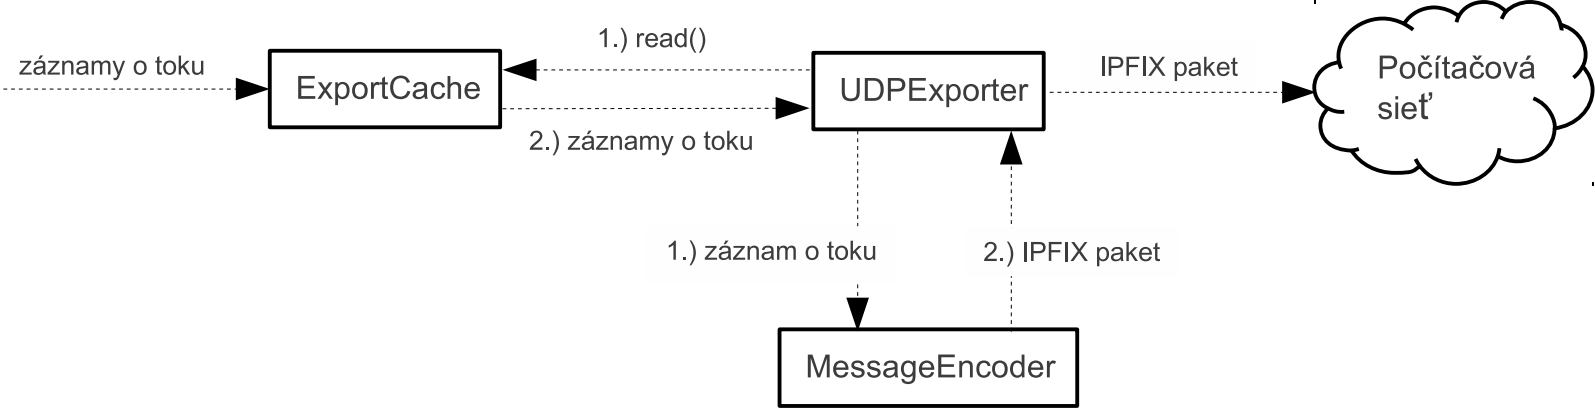 záznamy o toku
ExportCache
1.) read()
2.) záznamy o toku
UDPExporter
IPFIX paket
Počítačová
sieť
1.) záznam o toku
2.) IPFIX paket
MessageEncoder